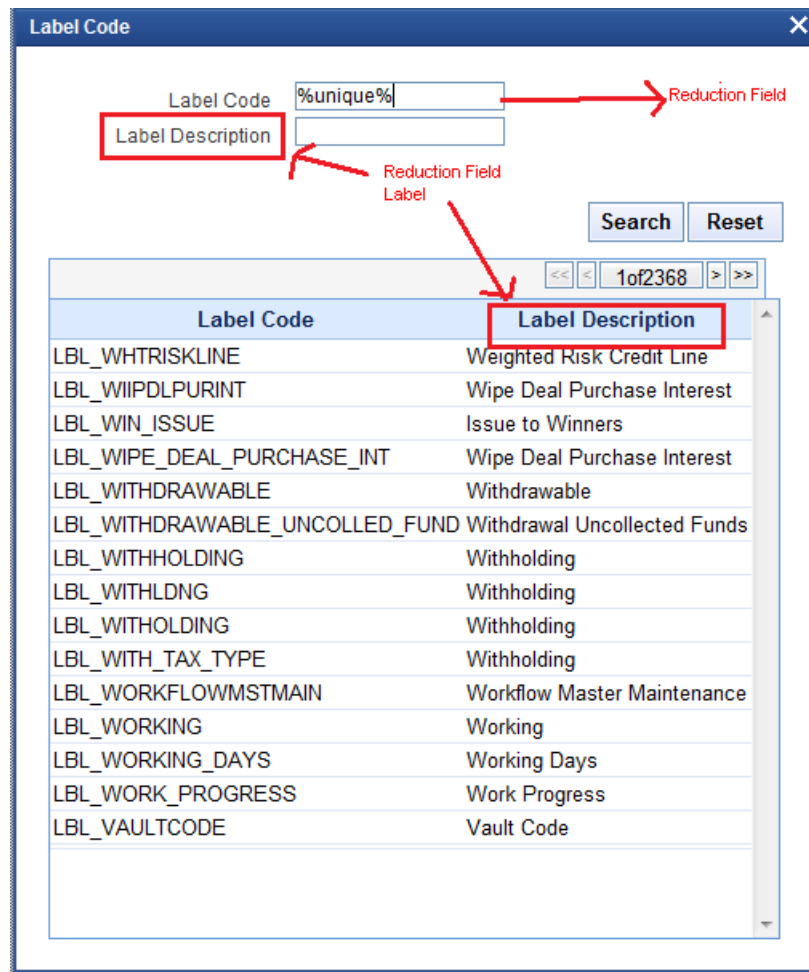 Label Code
Label Code %unique% Reduction Field
Label Description
Reduction Field
Label
Search Reset
<< < 1of2368 > >>
Label Code Label Description
LBL_WHTRISKLINE Weighted Risk Credit Line
LBL_WIIPDLPURINT Wipe Deal Purchase Interest
LBL_WIN_ISSUE Issue to Winners
LBL_WIPE_DEAL_PURCHASE_INT Wipe Deal Purchase Interest
LBL_WITHDRAWABLE Withdrawable
LBL_WITHDRAWABLE_UNCOLLED_FUND Withdrawal Uncollected Funds
LBL_WITHHOLDING Withholding
LBL_WITHLDNG Withholding
LBL_WITHOLDING Withholding
LBL_WITH_TAX_TYPE Withholding
LBL_WORKFLOWMSTMAIN Workflow Master Maintenance
LBL_WORKING Working
LBL_WORKING_DAYS Working Days
LBL_WORK_PROGRESS Work Progress
LBL_VAULTCODE Vault Code